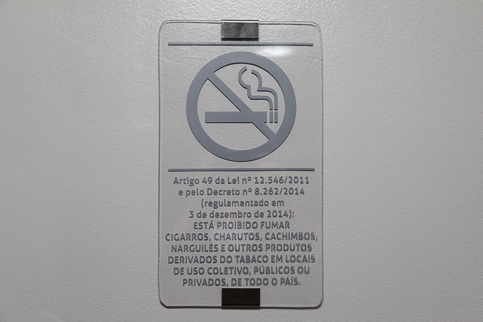 Artigo 49 da Lei nº 12.546/2011
e pelo Decreto nº 8.262/2014
(regulamentado em
3 de dezembro de 2014):
ESTÁ PROIBIDO FUMAR
CIGARROS, CHARUTOS, CACHIMBOS,
NARGUILÉS E OUTROS PRODUTOS
DERIVADOS DO TABACO EM LOCAIS
DE USO COLETIVO, PÚBLICOS OU
PRIVADOS, DE TODO O PAÍS.